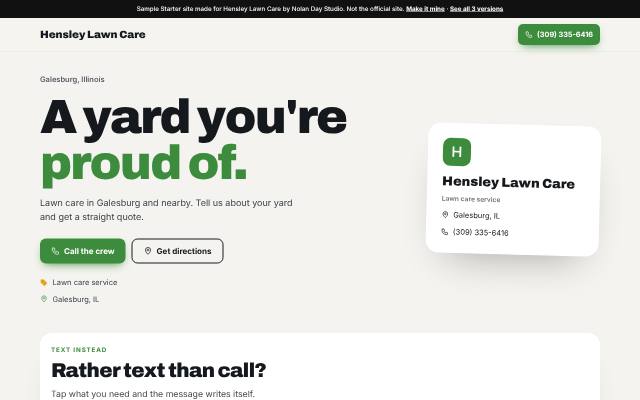 Sample Starter site made for Hensley Lawn Care by Nolan Day Studio. Not the official site. Make it mine · See all 3 versions
Hensley Lawn Care
(309) 335-6416
Galesburg, Illinois
A yard you're
proud of.
Lawn care in Galesburg and nearby. Tell us about your yard
and get a straight quote.
Call the crew
Get directions
Lawn care service
Galesburg, IL
H
Hensley Lawn Care
Lawn care service
Galesburg, IL
(309) 335-6416
TEXT INSTEAD
Rather text than call?
Tap what you need and the message writes itself.